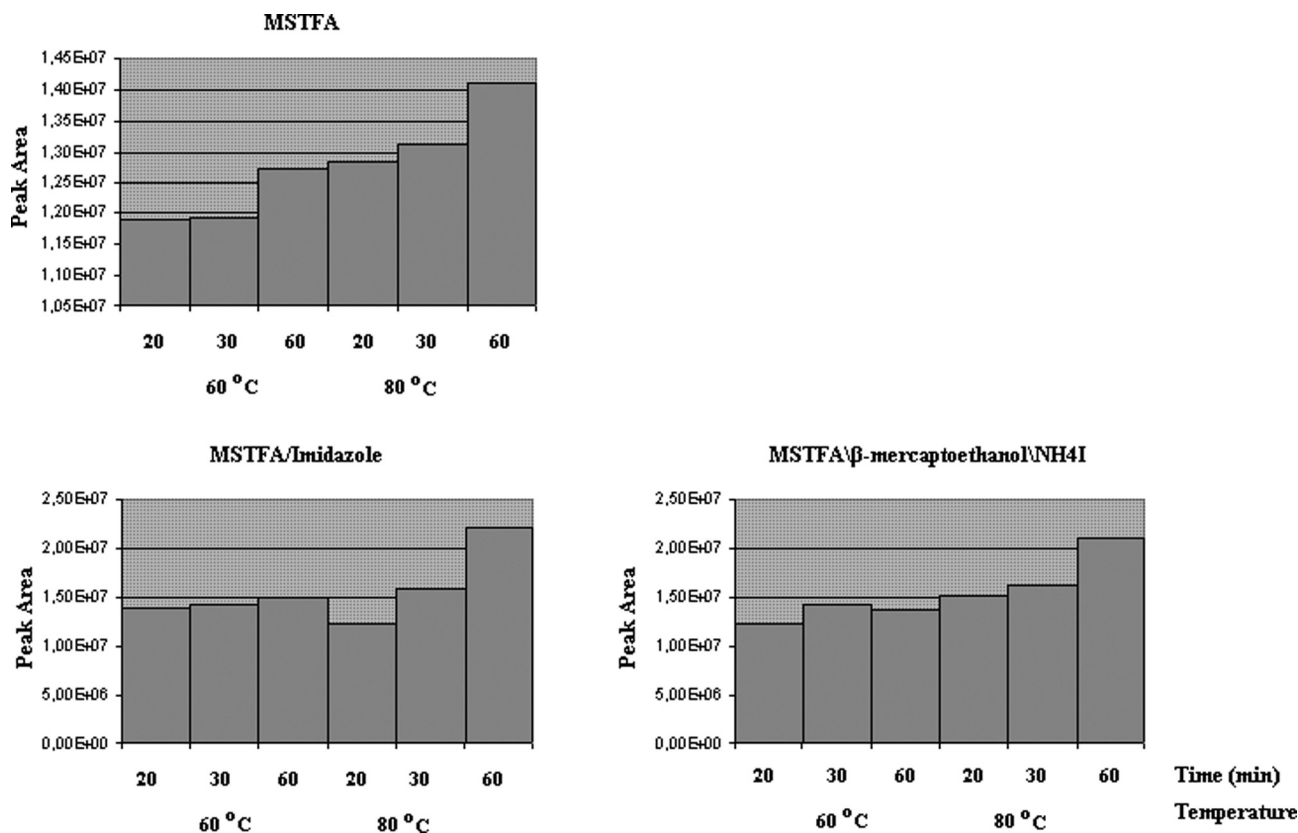 MSTFA
1,45E+07
1,40E+07
1,35E+07
1,30E+07
1,25E+07
1,20E+07
1,15E+07
1,10E+07
1,05E+07
Peak Area
20 30 60 20 30 60
60 °C 80 °C
MSTFA/Imidazole
2,50E+07
2,00E+07
1,50E+07
1,00E+07
5,00E+06
0,00E+00
Peak Area
20 30 60 20 30 60
60 °C 80 °C
MSTFA\β-mercaptoethanol\NH4I
2,50E+07
2,00E+07
1,50E+07
1,00E+07
5,00E+06
0,00E+00
Peak Area
20 30 60 20 30 60 Time (min)
60 °C 80 °C Temperature